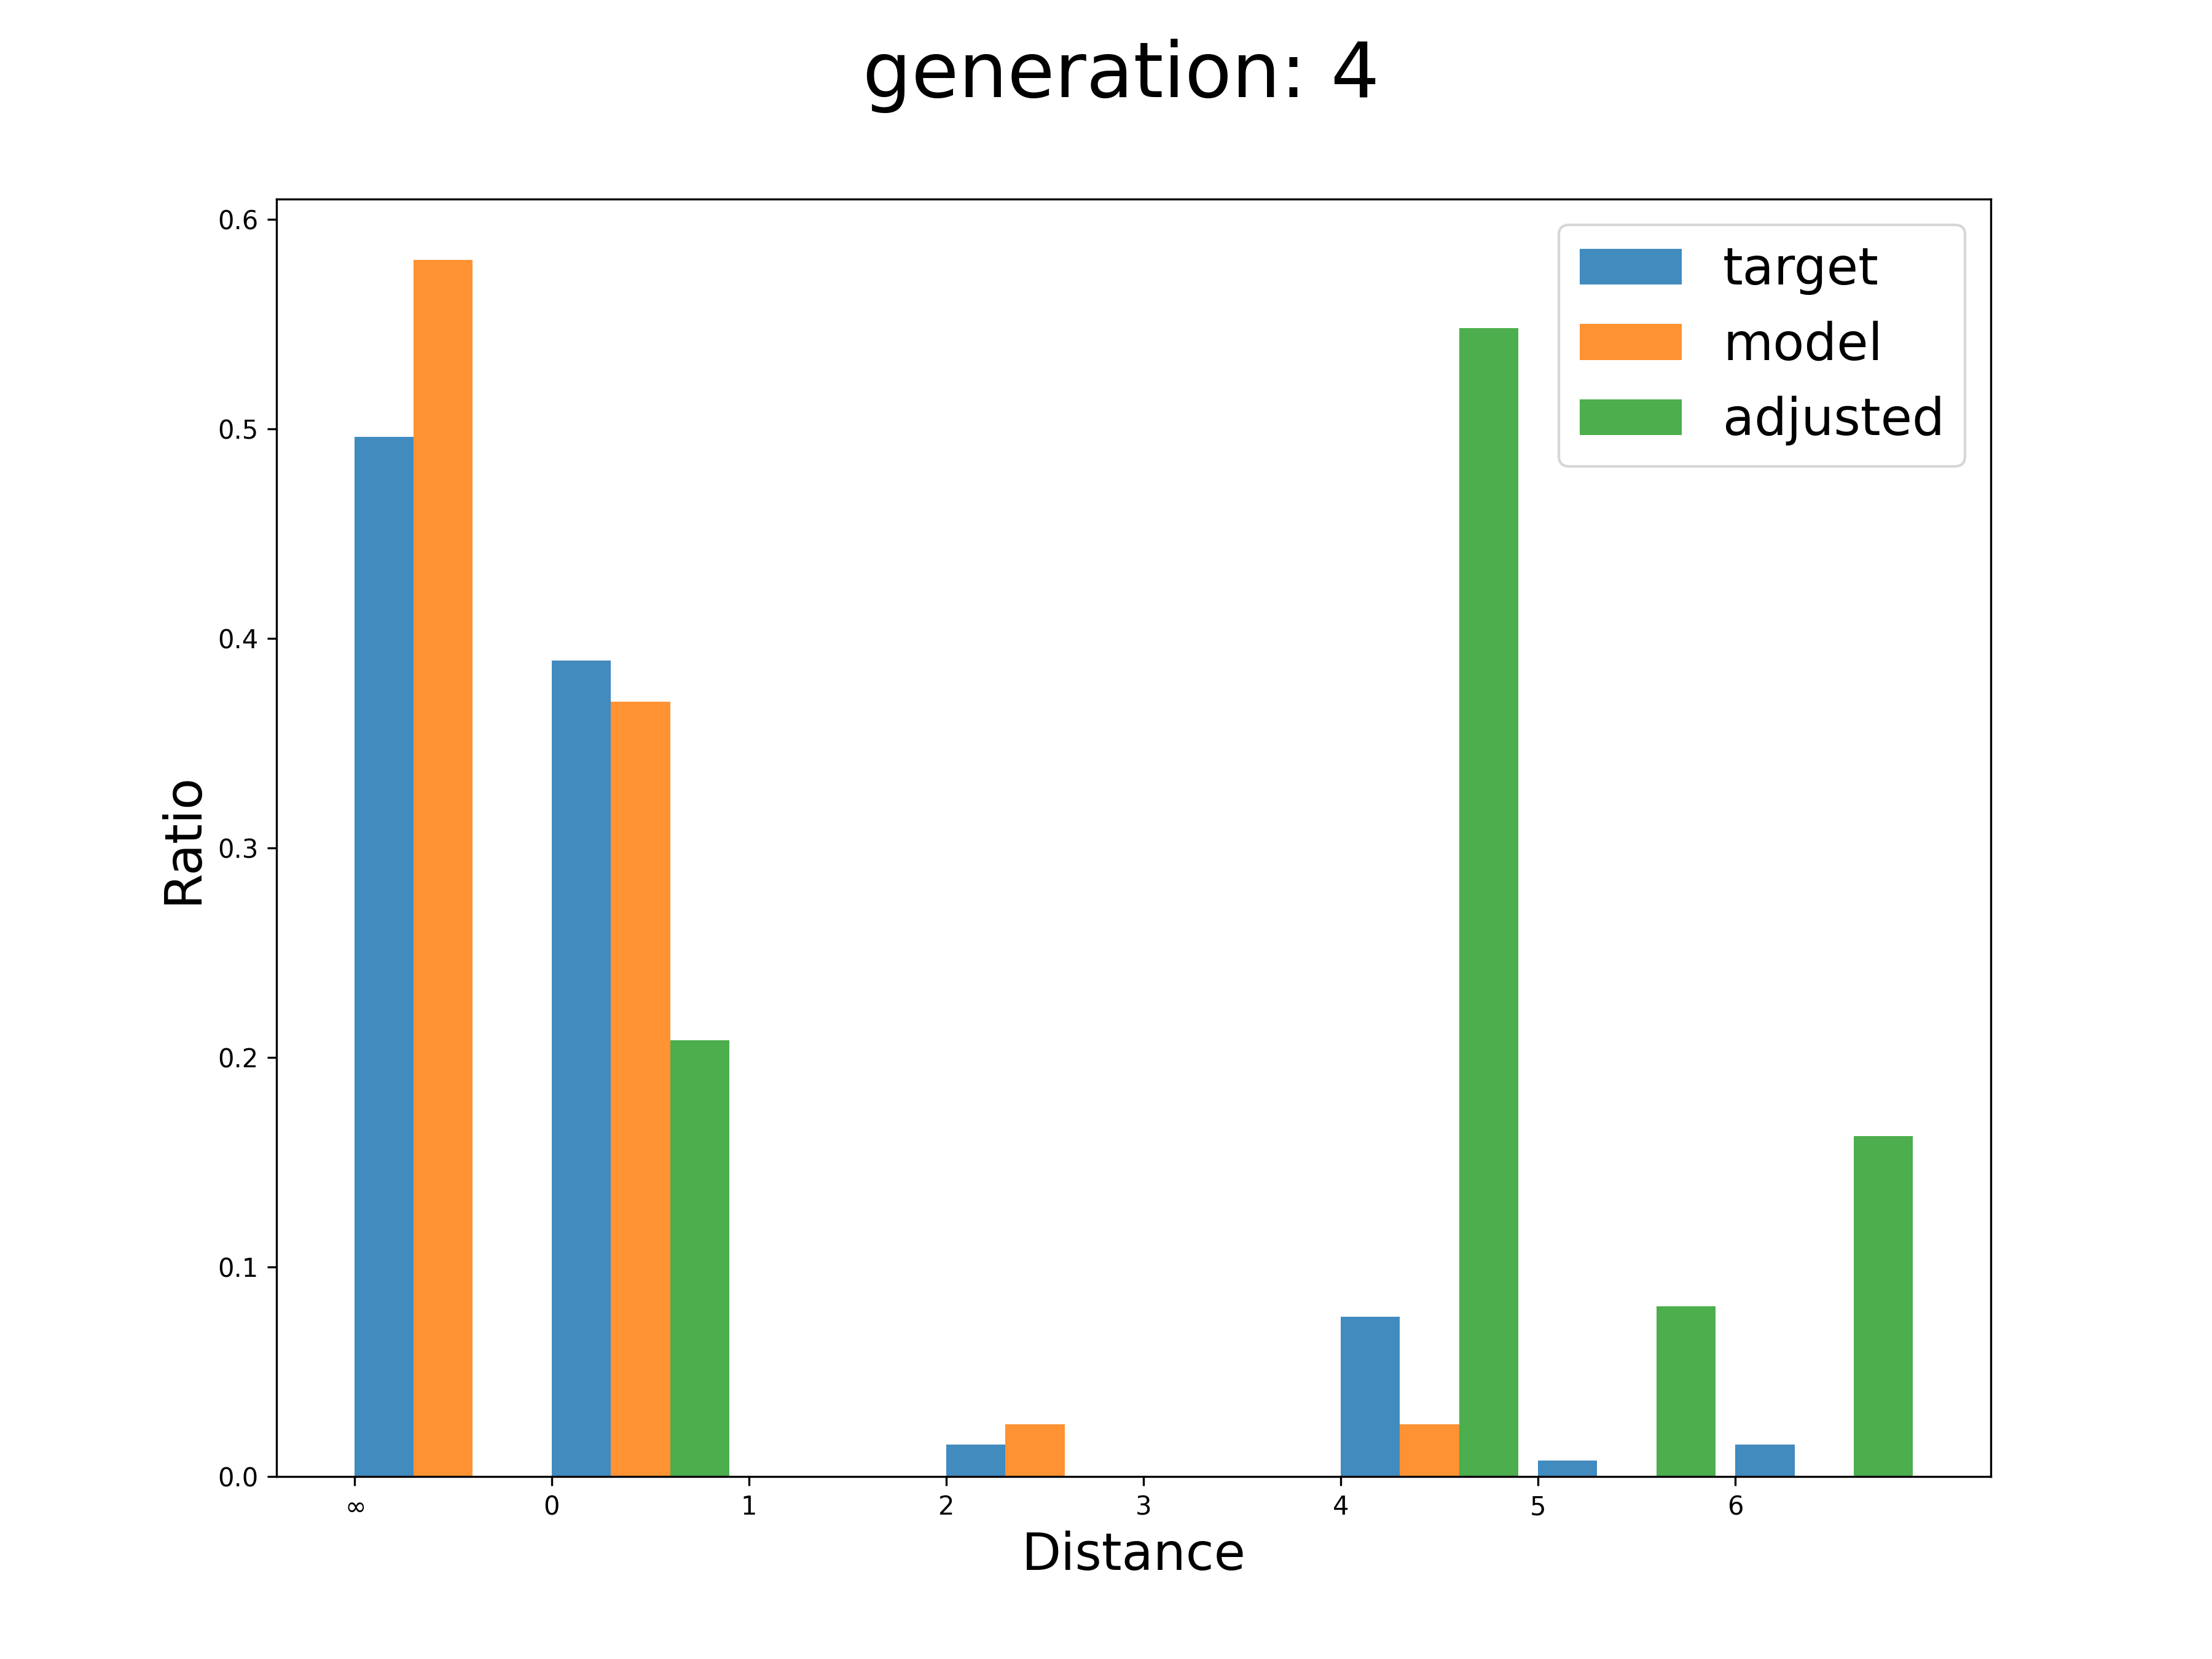 generation: 4
0.6
0.5
0.4
0.3
0.2
0.1
0.0
Ratio
target
model
adjusted
∞ 0 1 2 3 4 5 6
Distance